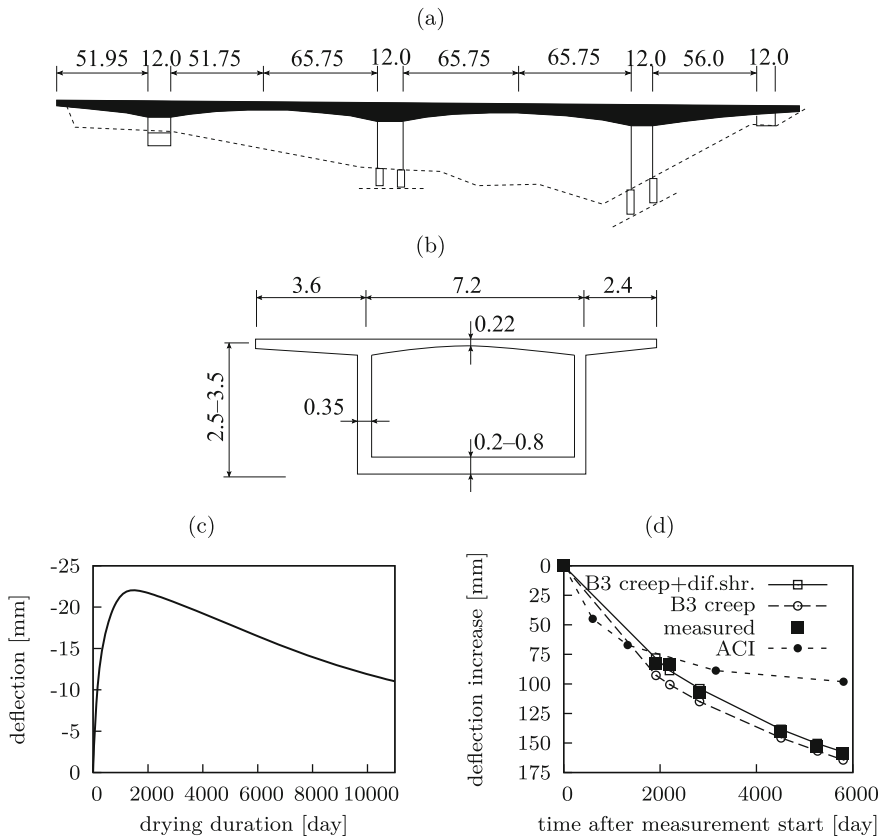 (a)
51.95 12.0 51.75 65.75 12.0 65.75 65.75 12.0 56.0 12.0
(b)
3.6 7.2 2.4
0.22
2.5–3.5
0.35
0.2–0.8
(c)
-25
-20
-15
-10
-5
0
deflection [mm]
0 2000 4000 6000 8000 10000
drying duration [day]
(d)
0
25
50
75
100
125
150
175
deflection increase [mm]
B3 creep+dif.shr.
B3 creep
measured
ACI
0 2000 4000 6000
time after measurement start [day]